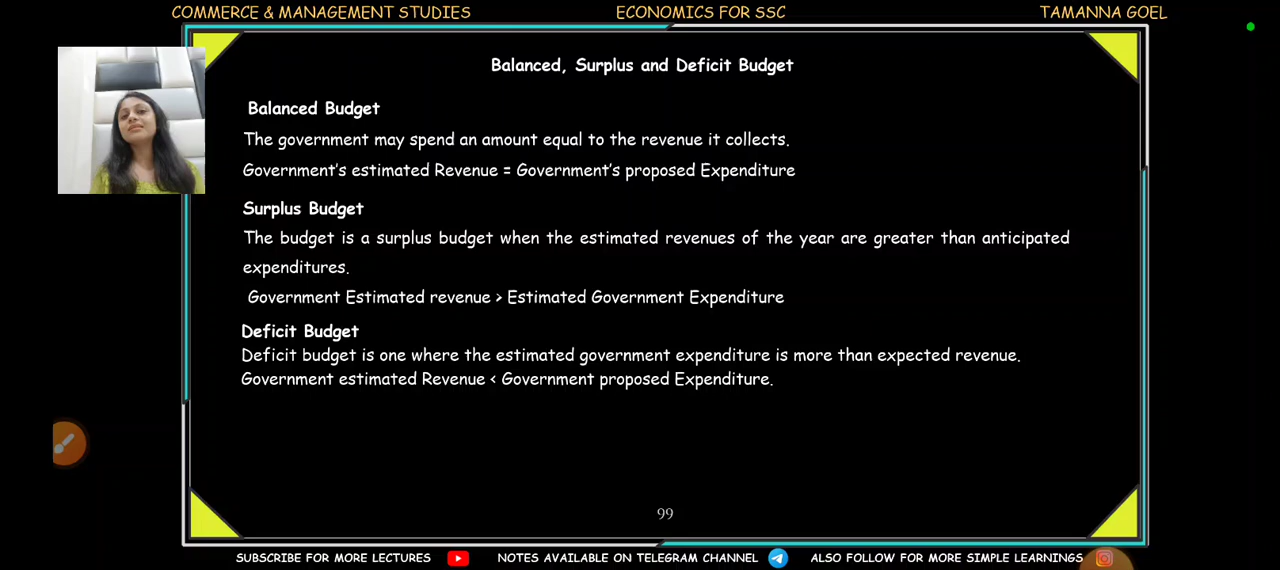 COMMERCE & MANAGEMENT STUDIES ECONOMICS FOR SSC TAMANNA GOEL
Balanced, Surplus and Deficit Budget
Balanced Budget
The government may spend an amount equal to the revenue it collects.
Government's estimated Revenue = Government's proposed Expenditure
Surplus Budget
The budget is a surplus budget when the estimated revenues of the year are greater than anticipated
expenditures.
Government Estimated revenue > Estimated Government Expenditure
Deficit Budget
Deficit budget is one where the estimated government expenditure is more than expected revenue.
Government estimated Revenue < Government proposed Expenditure.
99
SUBSCRIBE FOR MORE LECTURES NOTES AVAILABLE ON TELEGRAM CHANNEL ALSO FOLLOW FOR MORE SIMPLE LEARNINGS